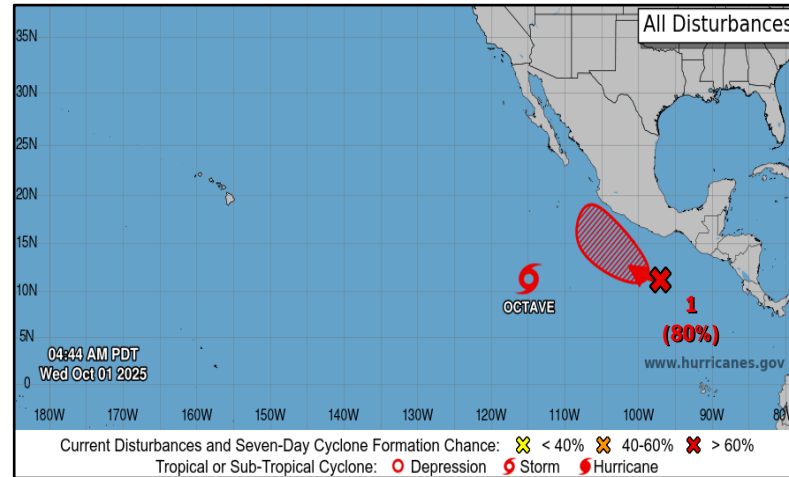 All Disturbances
35N
30N
25N
20N
15N
10N
5N
0
OCTAVE
1
(80%)
www.hurricanes.gov
04:44 AM PDT
Wed Oct 01 2025
180W 170W 160W 150W 140W 130W 120W 110W 100W 90W 80W
Current Disturbances and Seven-Day Cyclone Formation Chance: < 40% 40-60% > 60%
Tropical or Sub-Tropical Cyclone: Depression Storm Hurricane